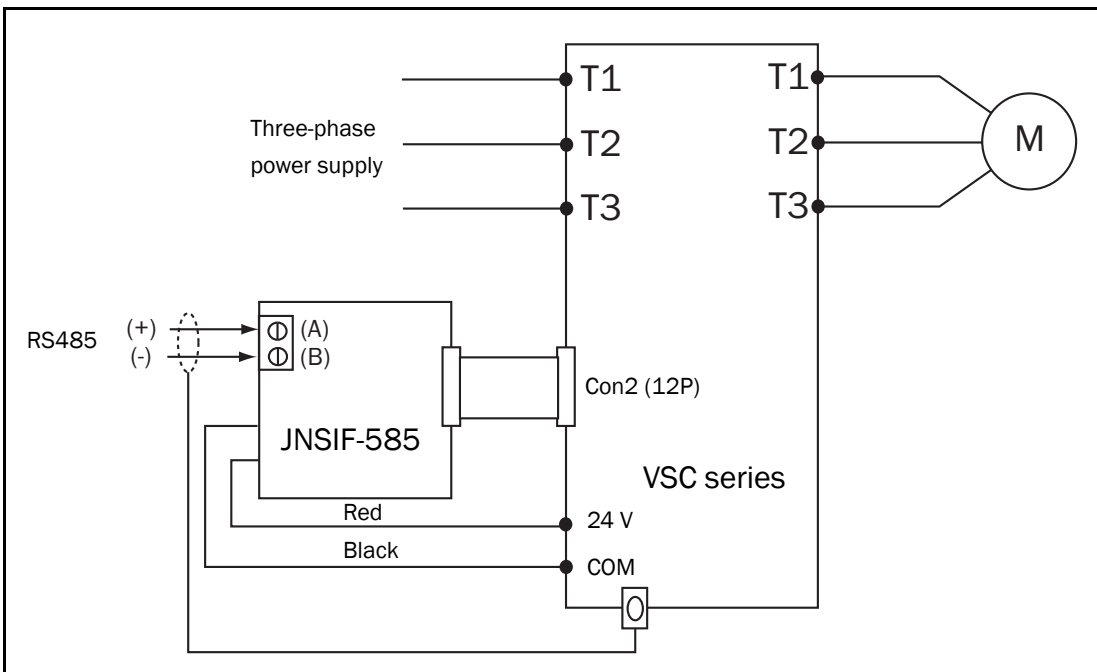 T1
T1
Three-phase
power supply
T2
T2
M
T3
T3
RS485
(+)
(A)
(-)
(B)
Con2 (12P)
JNSIF-585
VSC series
Red
24 V
Black
COM